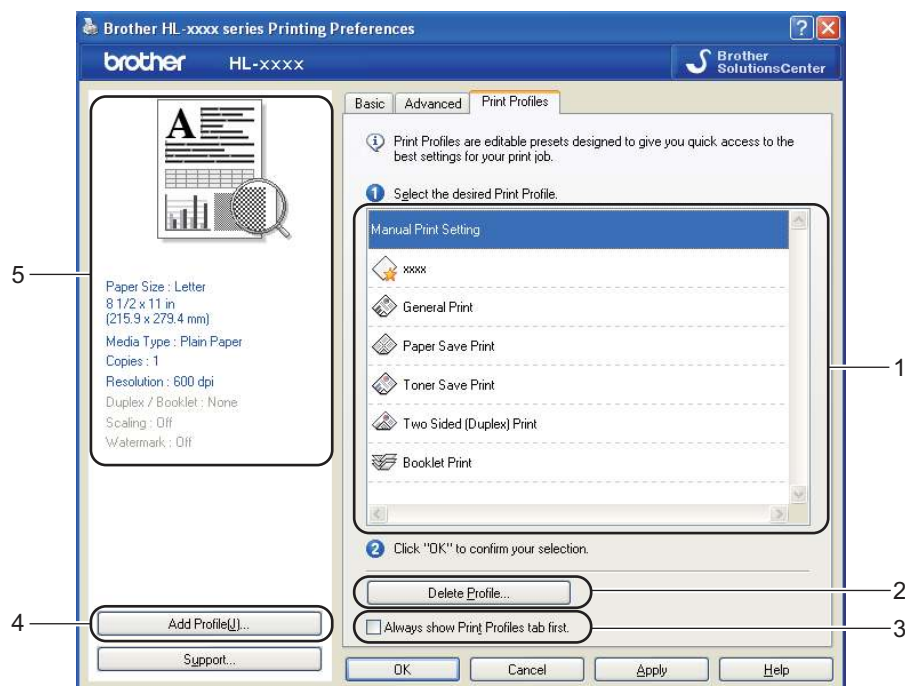 Brother HL-xxxx series Printing Preferences
brother HL-xxxx
Brother
SolutionsCenter
A
Paper Size : Letter
8 1/2 x 11 in
(215.9 x 279.4 mm)
Media Type : Plain Paper
Copies : 1
Resolution : 600 dpi
Duplex / Booklet : None
Scaling : Off
Watermark : Off
Add Profile(J)...
Support...
Basic Advanced Print Profiles
Print Profiles are editable presets designed to give you quick access to the
best settings for your print job.
1 Select the desired Print Profile.
Manual Print Setting
xxxx
General Print
Paper Save Print
Toner Save Print
Two Sided (Duplex) Print
Booklet Print
2 Click "OK" to confirm your selection.
Delete Profile...
Always show Print Profiles tab first.
OK Cancel Apply Help
1
2
3
4
5